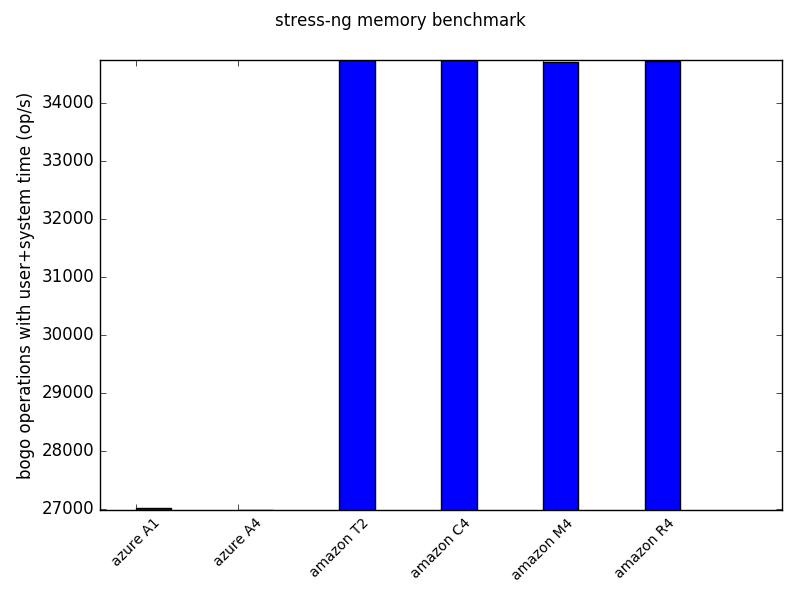 stress-ng memory benchmark
bogo operations with user+system time (op/s)
34000
33000
32000
31000
30000
29000
28000
27000
azure A1
azure A4
amazon T2
amazon C4
amazon M4
amazon R4